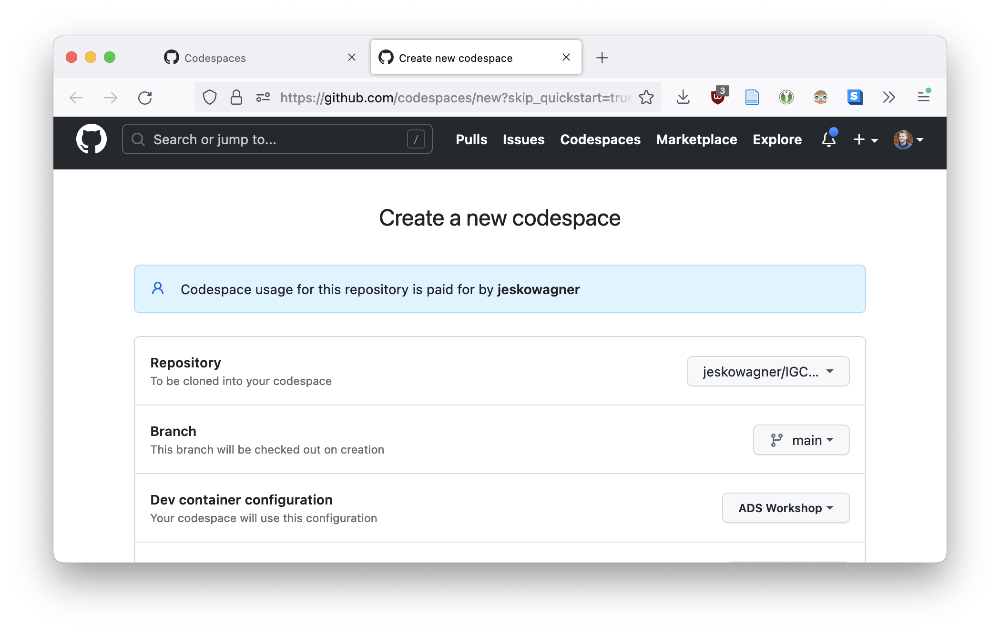 Codespaces
Create new codespace
https://github.com/codespaces/new?skip_quickstart=true
3
S
Search or jump to...
/
Pulls
Issues
Codespaces
Marketplace
Explore
Create a new codespace
Codespace usage for this repository is paid for by jeskowagner
Repository
To be cloned into your codespace
jeskowagner/IGC...
Branch
This branch will be checked out on creation
main
Dev container configuration
Your codespace will use this configuration
ADS Workshop